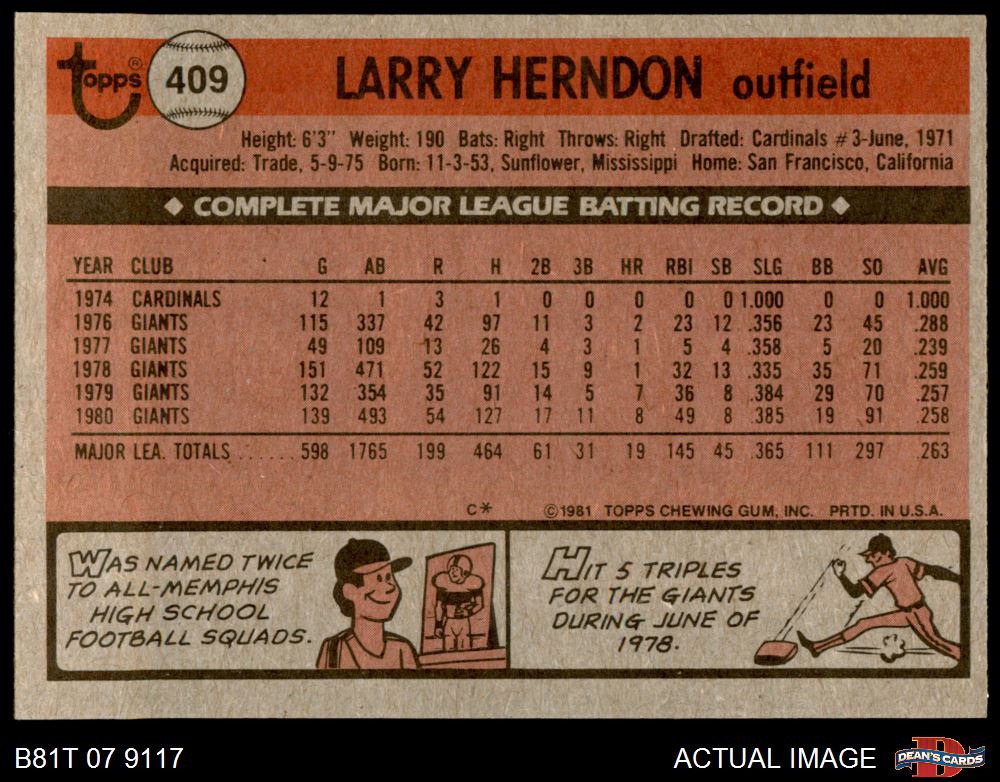 Topps®
409
LARRY HERNDON outfield
Height: 6'3" Weight: 190 Bats: Right Throws: Right Drafted: Cardinals #3-June, 1971
Acquired: Trade, 5-9-75 Born: 11-3-53, Sunflower, Mississippi Home: San Francisco, California
◆ COMPLETE MAJOR LEAGUE BATTING RECORD ◆
YEAR CLUB G AB R H 2B 3B HR RBI SB SLG BB SO AVG
1974 CARDINALS 12 1 3 1 0 0 0 0 0 1.000 0 0 1.000
1976 GIANTS 115 337 42 97 11 3 2 23 12 .356 23 45 .288
1977 GIANTS 49 109 13 26 4 3 1 5 4 .358 5 20 .239
1978 GIANTS 151 471 52 122 15 9 1 32 13 .335 35 71 .259
1979 GIANTS 132 354 35 91 14 5 7 36 8 .384 29 70 .257
1980 GIANTS 139 493 54 127 17 11 8 49 8 .385 19 91 .258
MAJOR LEA. TOTALS ........ 598 1765 199 464 61 31 19 145 45 .365 111 297 .263
C* ©1981 TOPPS CHEWING GUM, INC. PRTD. IN U.S.A.
WAS NAMED TWICE
TO ALL-MEMPHIS
HIGH SCHOOL
FOOTBALL SQUADS.
HIT 5 TRIPLES
FOR THE GIANTS
DURING JUNE OF
1978.
B81T 07 9117
ACTUAL IMAGE
D
DEAN'S CARDS